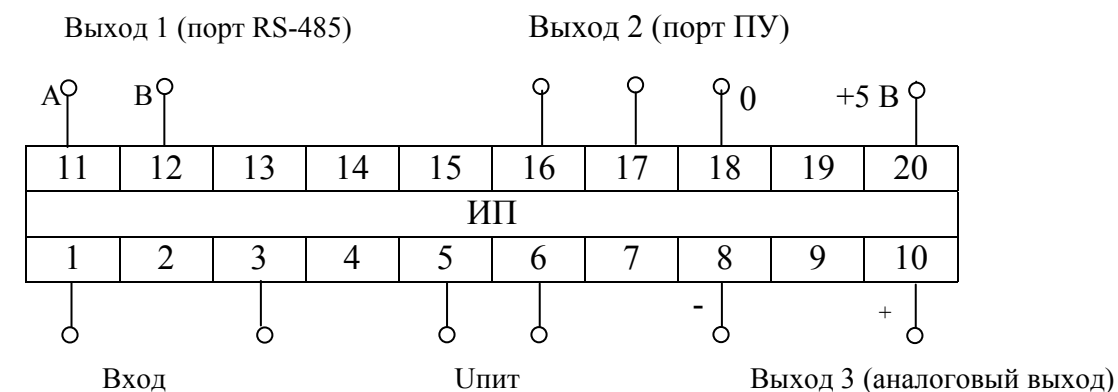 Выход 1 (порт RS-485) Выход 2 (порт ПУ)
A B 0 +5 В
11 12 13 14 15 16 17 18 19 20
ИП
1 2 3 4 5 6 7 8 9 10
- +
Вход Uпит Выход 3 (аналоговый выход)